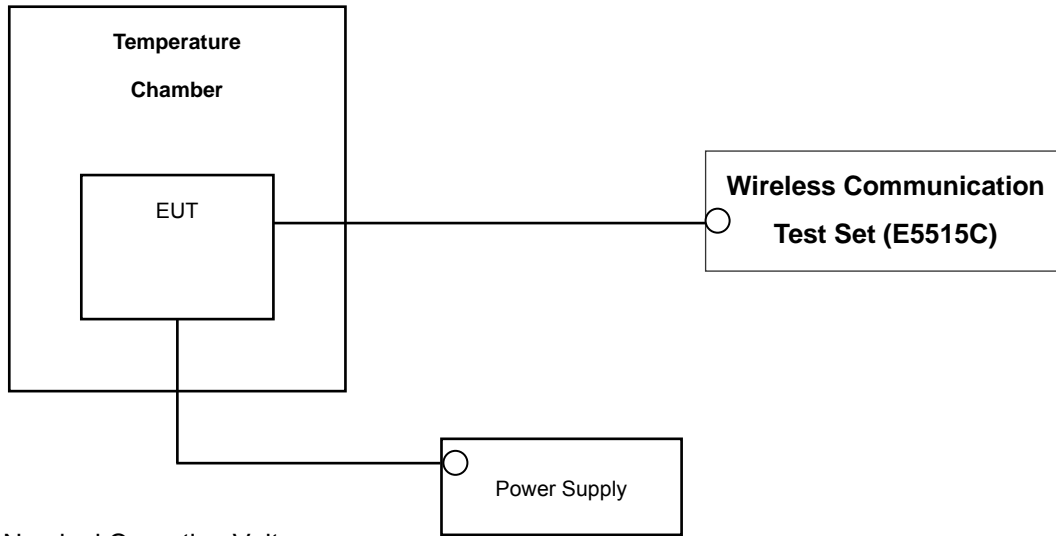 Temperature
Chamber
EUT
Wireless Communication
Test Set (E5515C)
Power Supply